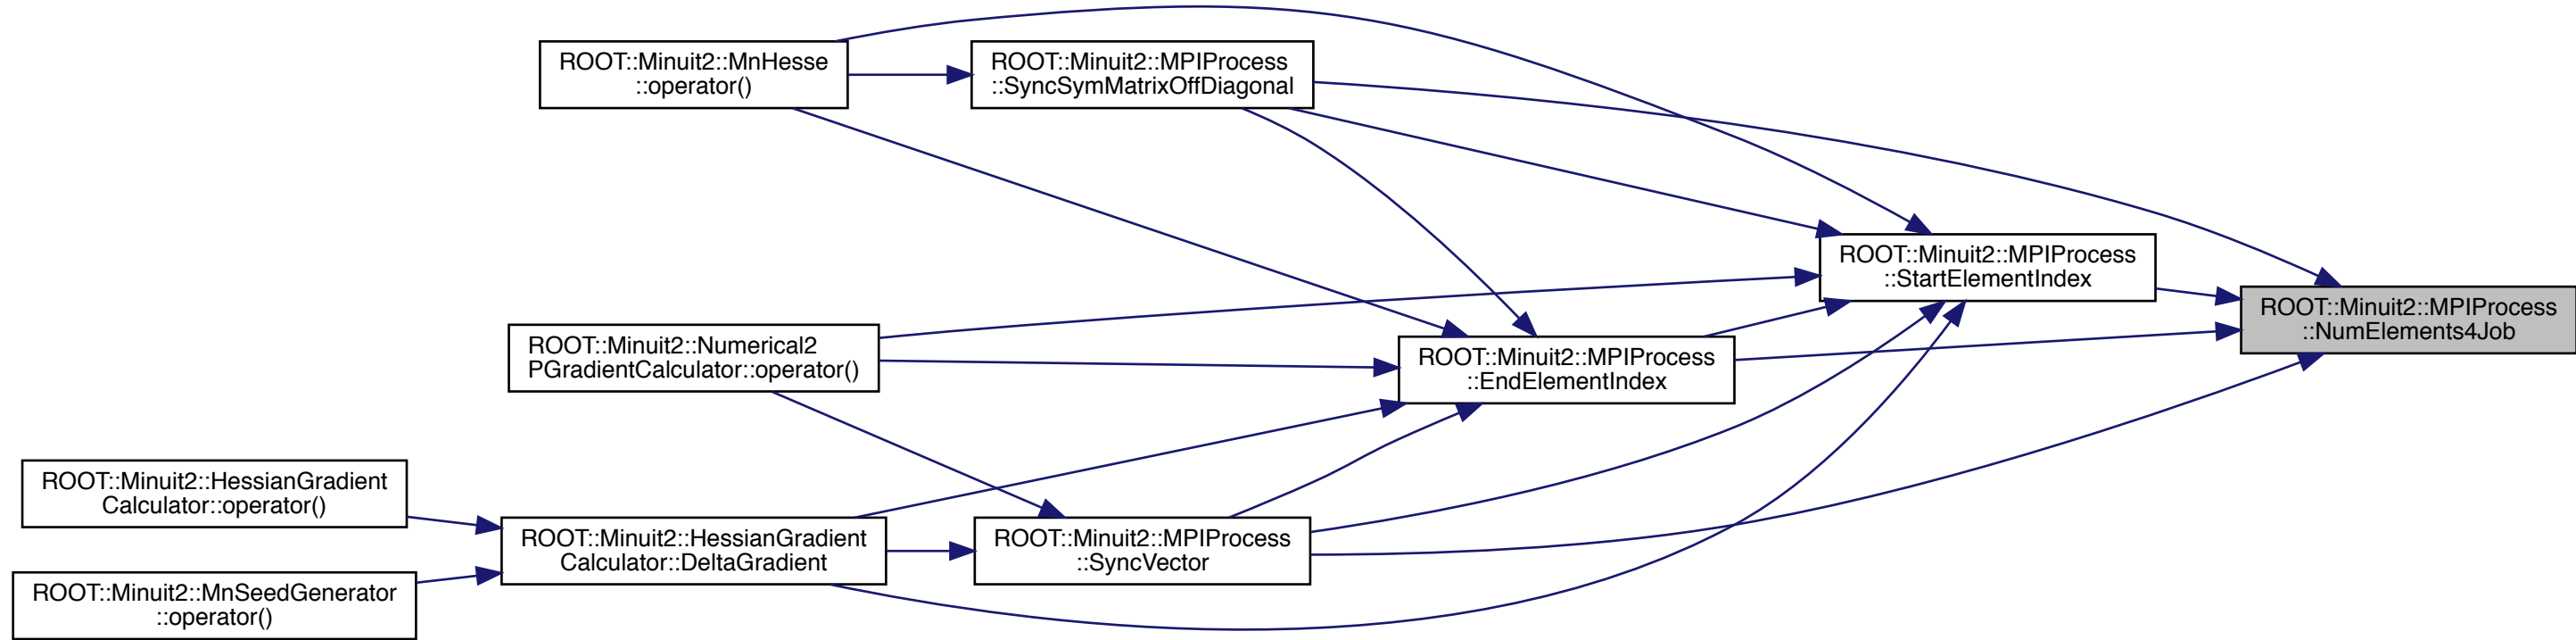 ROOT::Minuit2::MnHesse
::operator()
ROOT::Minuit2::MPIProcess
::SyncSymMatrixOffDiagonal
ROOT::Minuit2::MPIProcess
::StartElementIndex
ROOT::Minuit2::MPIProcess
::NumElements4Job
ROOT::Minuit2::Numerical2
PGradientCalculator::operator()
ROOT::Minuit2::MPIProcess
::EndElementIndex
ROOT::Minuit2::HessianGradient
Calculator::operator()
ROOT::Minuit2::HessianGradient
Calculator::DeltaGradient
ROOT::Minuit2::MPIProcess
::SyncVector
ROOT::Minuit2::MnSeedGenerator
::operator()